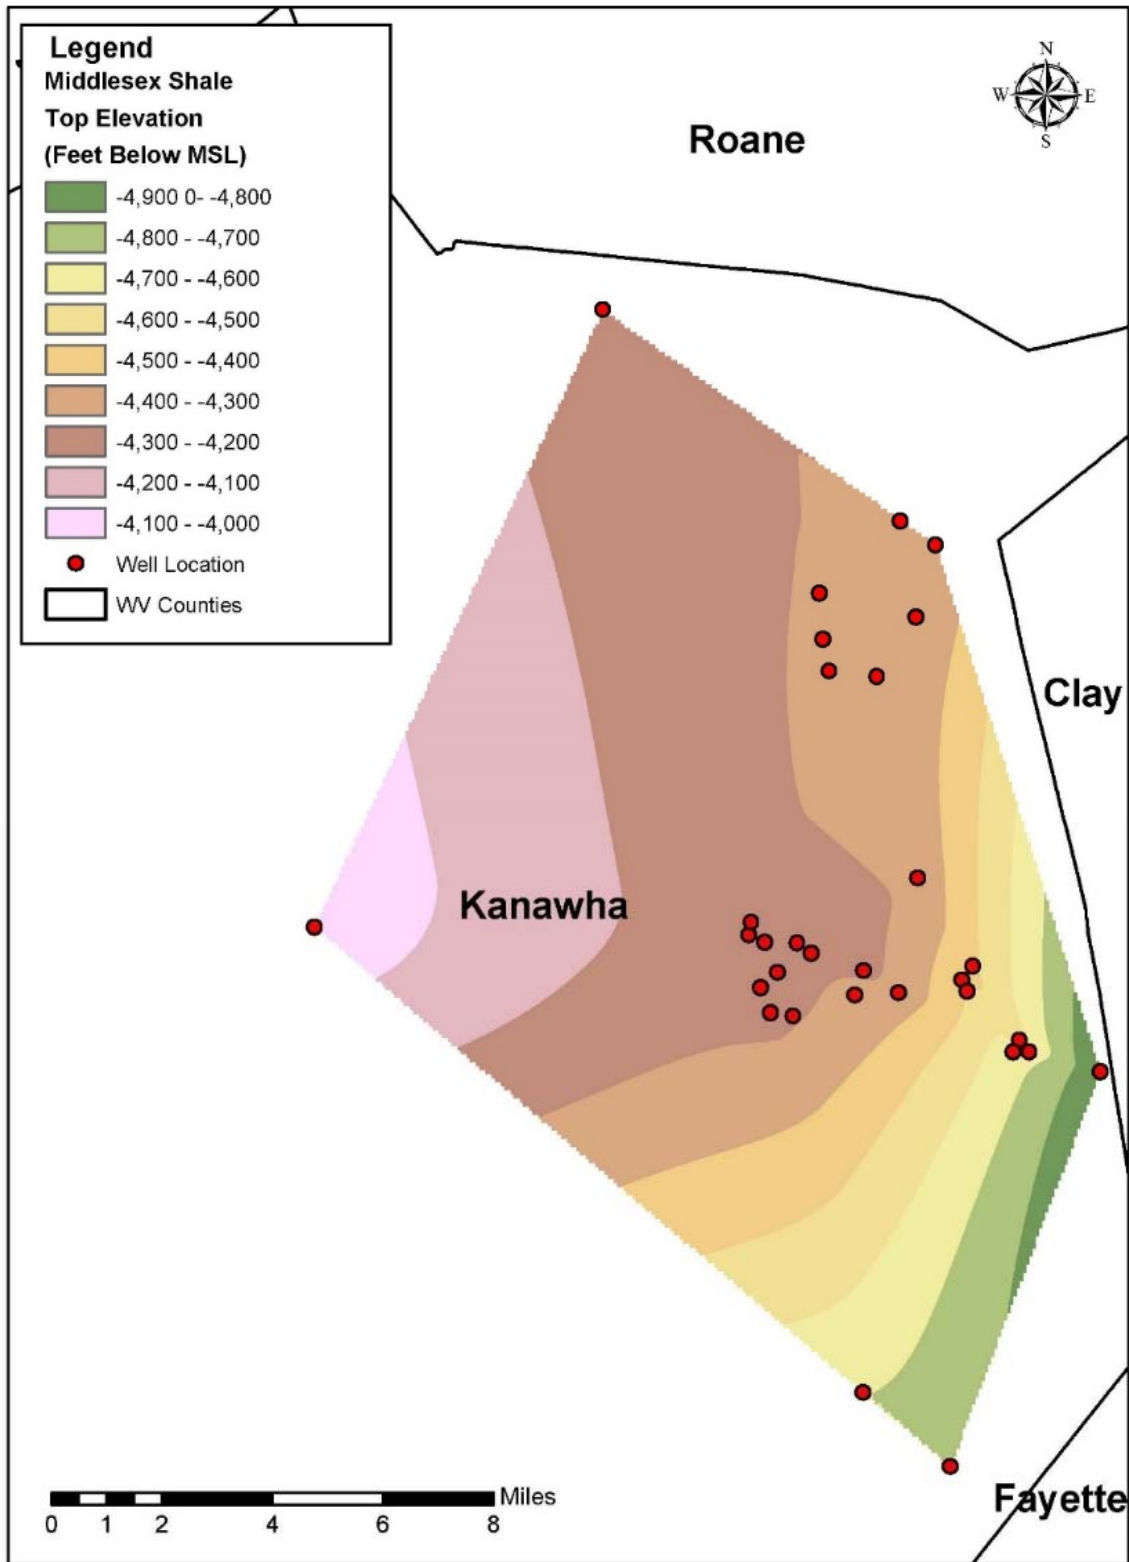 Legend
Middlesex Shale
Top Elevation
(Feet Below MSL)
-4,900 0- -4,800
-4,800 - -4,700
-4,700 - -4,600
-4,600 - -4,500
-4,500 - -4,400
-4,400 - -4,300
-4,300 - -4,200
-4,200 - -4,100
-4,100 - -4,000
Well Location
WV Counties
N
W E
S
Roane
Clay
Kanawha
Fayette
Miles
0 1 2 4 6 8